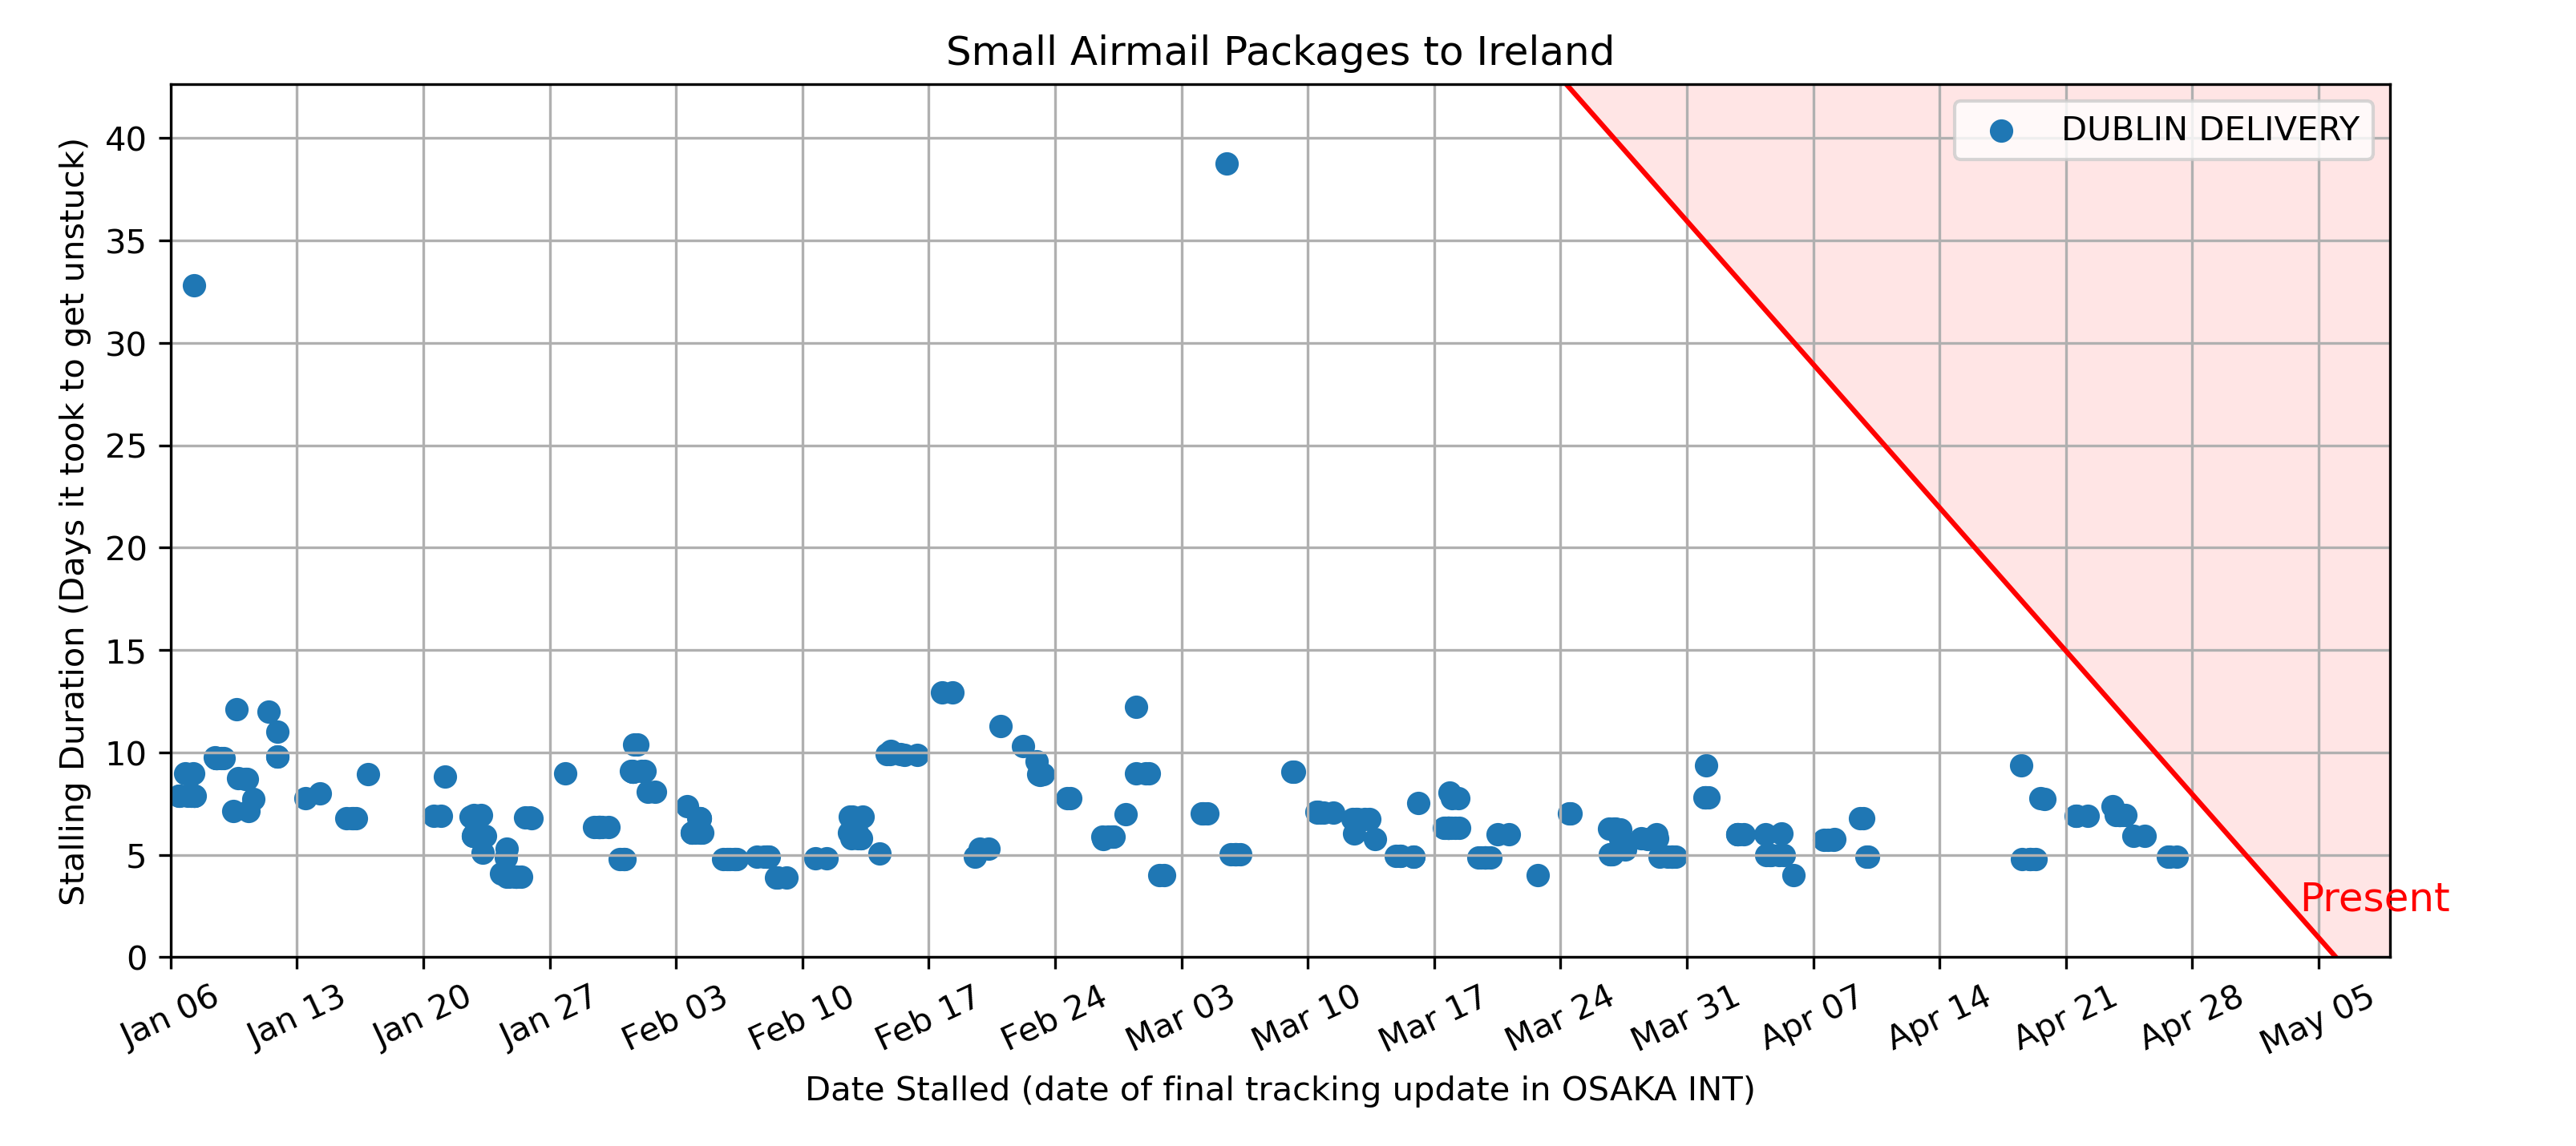 Small Airmail Packages to Ireland
DUBLIN DELIVERY
Stalling Duration (Days it took to get unstuck)
40
35
30
25
20
15
10
5
0
Present
Jan 06
Jan 13
Jan 20
Jan 27
Feb 03
Feb 10
Feb 17
Feb 24
Mar 03
Mar 10
Mar 17
Mar 24
Mar 31
Apr 07
Apr 14
Apr 21
Apr 28
May 05
Date Stalled (date of final tracking update in OSAKA INT)